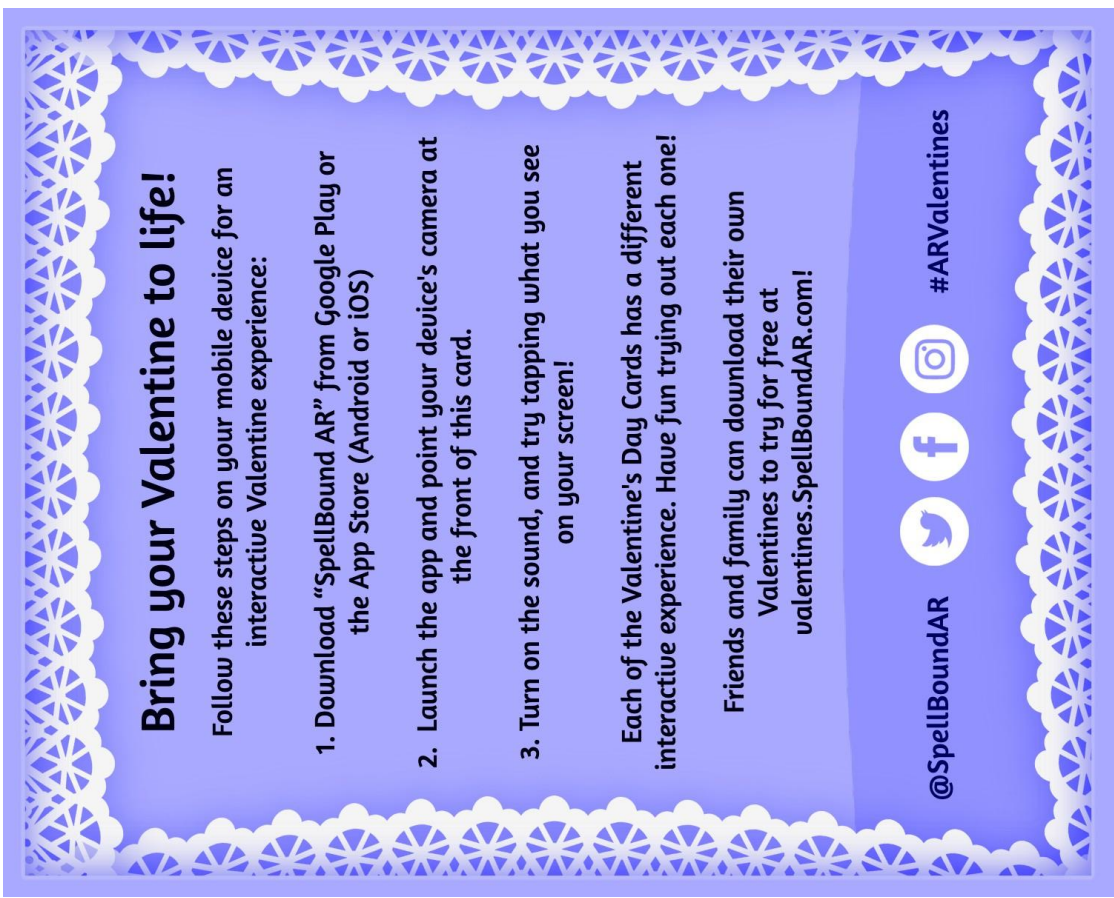 Bring your Valentine to life!
Follow these steps on your mobile device for an
interactive Valentine experience:
1. Download “SpellBound AR” from Google Play or
the App Store (Android or iOS)
2. Launch the app and point your device's camera at
the front of this card.
3. Turn on the sound, and try tapping what you see
on your screen!
Each of the Valentine's Day Cards has a different
interactive experience. Have fun trying out each one!
Friends and family can download their own
Valentines to try for free at
valentines.SpellBoundAR.com!
@SpellBoundAR #ARValentines